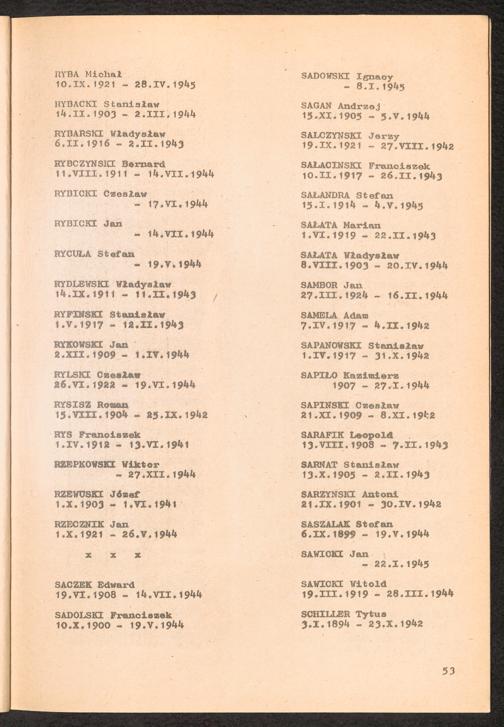 RYBA Michał
10.IX.1921 - 28.IV.1945
RYBACKI Stanisław
14.II.1903 - 2.III.1944
RYBARSKI Władysław
6.II.1916 - 2.II.1943
RYBCZYNSKI Bernard
11.VIII.1911 - 14.VII.1944
RYBICKI Czesław
- 17.VI.1944
RYBICKI Jan
- 14.VII.1944
RYCUŁA Stefan
- 19.V.1944
RYDLEWSKI Władysław
14.IX.1911 - 11.II.1943
RYFIŃSKI Stanisław
1.V.1917 - 12.II.1943
RYKOWSKI Jan
2.XII.1909 - 1.IV.1944
RYLSKI Czesław
26.VI.1922 - 19.VI.1944
RYSISZ Roman
15.VIII.1904 - 25.IX.1942
RYS Franciszek
1.IV.1912 - 13.VI.1941
RZEPKOWSKI Wiktor
- 27.XII.1944
RZEWUSKI Józef
1.X.1903 - 1.VI.1941
RZECZNIK Jan
1.X.1921 - 26.V.1944
x x x
SACZEK Edward
19.VI.1908 - 14.VII.1944
SADOLSKI Franciszek
10.X.1900 - 19.V.1944
SADOWSKI Ignacy
- 8.I.1945
SAGAN Andrzej
15.XI.1905 - 5.V.1944
SALCZYNSKI Jerzy
19.IX.1921 - 27.VIII.1942
SAŁACINSKI Franciszek
10.II.1917 - 26.II.1943
SAŁANDRA Stefan
15.I.1914 - 4.V.1945
SAŁATA Marian
1.VI.1919 - 22.II.1943
SAŁATA Władysław
8.VIII.1903 - 20.IV.1944
SAMBOR Jan
27.III.1924 - 16.II.1944
SAMELA Adam
7.IV.1917 - 4.II.1942
SAPANOWSKI Stanisław
1.IV.1917 - 31.X.1942
SAPIŁO Kazimierz
1907 - 27.I.1944
SAPINSKI Czesław
21.XI.1909 - 8.XI.1942
SARAFIK Leopold
13.VIII.1908 - 7.II.1943
SARNAT Stanisław
13.X.1905 - 2.II.1943
SARZYNSKI Antoni
21.IX.1901 - 30.IV.1942
SASZALAK Stefan
6.IX.1899 - 19.V.1944
SAWICKI Jan
- 22.I.1945
SAWICKI Witold
19.III.1919 - 28.III.1944
SCHILLER Tytus
3.I.1894 - 23.X.1942
53